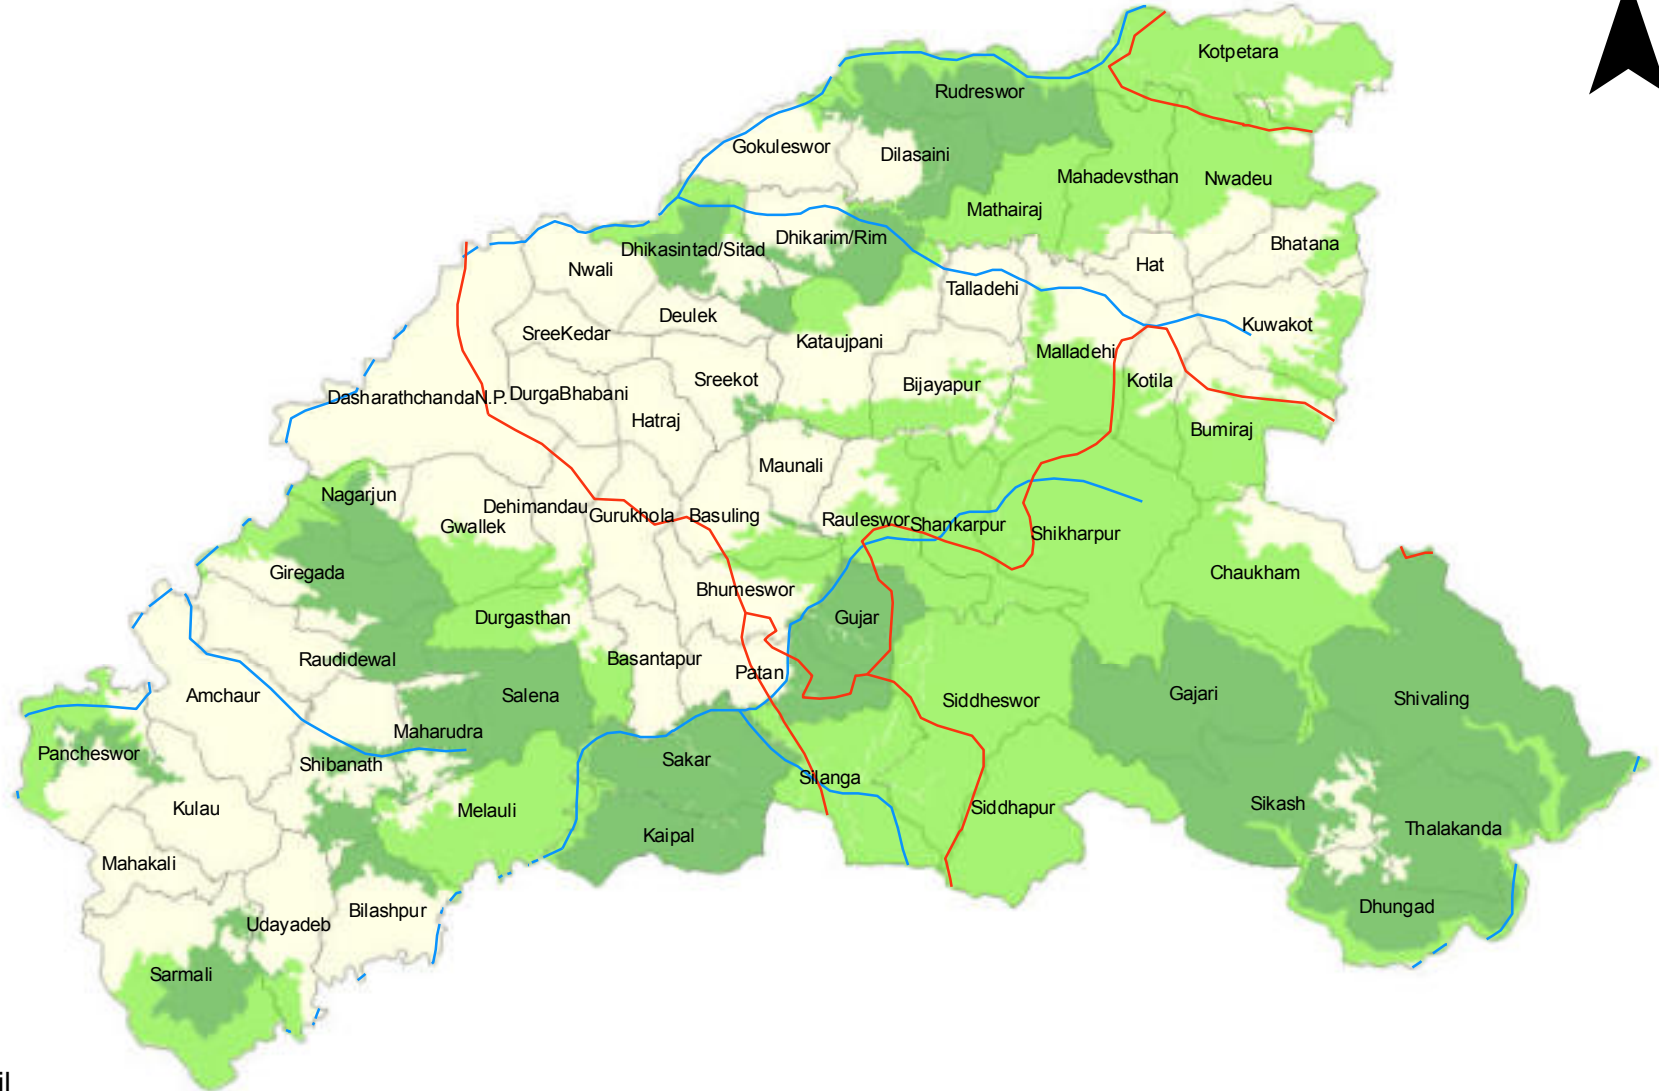 Kotpetara
Rudreswor
Gokuleswor
Dilasaini
Mahadevsthan
Nwadeu
Mathairaj
Dhikarim/Rim
Bhatana
Dhikasintad/Sitad
Nwali
Hat
Talladehi
Deulek
Kuwakot
SreeKedar
Kataujpani
Malladehi
Sreekot
Bijayapur
Kotila
DasharathchandaN.P.
DurgaBhabani
Hatraj
Bumiraj
Maunali
Nagarjun
Dehimandau
Gwallek
Gurukhola
Basuling
Rauleswor
Shankarpur
Shikharpur
Giregada
Chaukham
Bhumeswor
Durgasthan
Gujar
Raudidewal
Basantapur
Patan
Amchaur
Salena
Siddheswor
Gajari
Shivaling
Maharudra
Pancheswor
Shibanath
Sakar
Silanga
Kulau
Melauli
Siddhapur
Sikash
Kaipal
Thalakanda
Mahakali
Bilashpur
Dhungad
Udayadeb
Sarmali
il